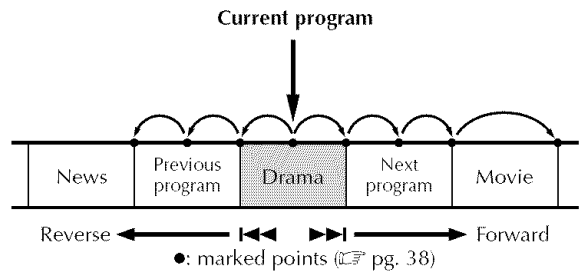 Current program
News
Previous
program
Drama
Next
program
Movie
Reverse
Forward
●: marked points (☞ pg. 38)